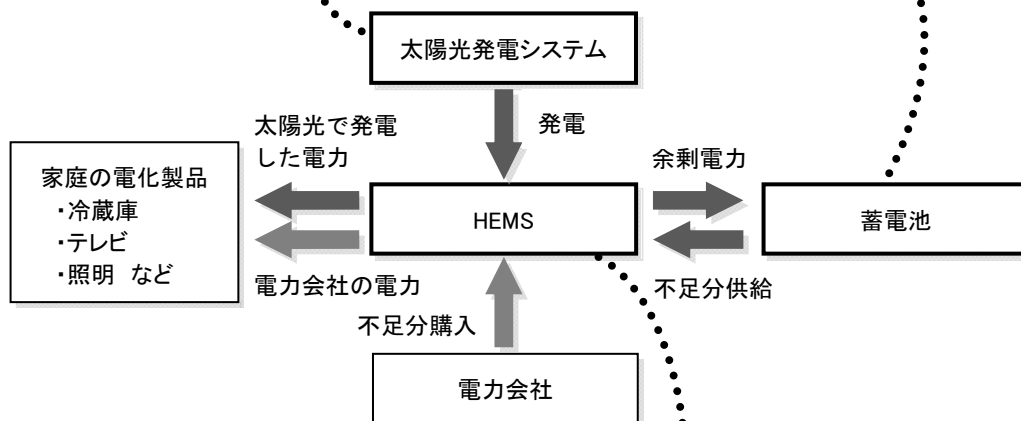 太陽光発電システム
太陽光で発電
した電力
発電
余剰電力
家庭の電化製品
・冷蔵庫
・テレビ
・照明　など
HEMS
蓄電池
電力会社の電力
不足分供給
不足分購入
電力会社